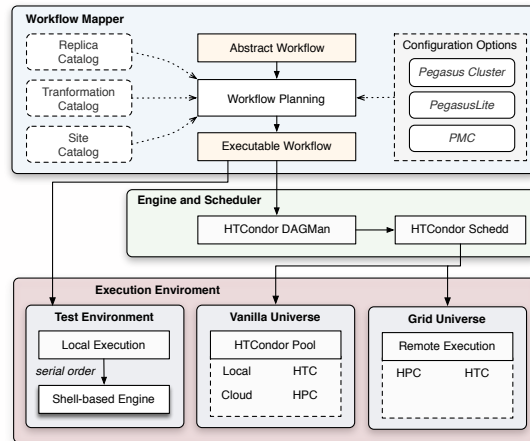 Workflow Mapper
Replica
Catalog
Tranformation
Catalog
Site
Catalog
Abstract Workflow
Workflow Planning
Executable Workflow
Configuration Options
Pegasus Cluster
PegasusLite
PMC
Engine and Scheduler
HTCondor DAGMan
HTCondor Schedd
Execution Enviroment
Test Environment
Local Execution
serial order
Shell-based Engine
Vanilla Universe
HTCondor Pool
Local HTC
Cloud HPC
Grid Universe
Remote Execution
HPC HTC